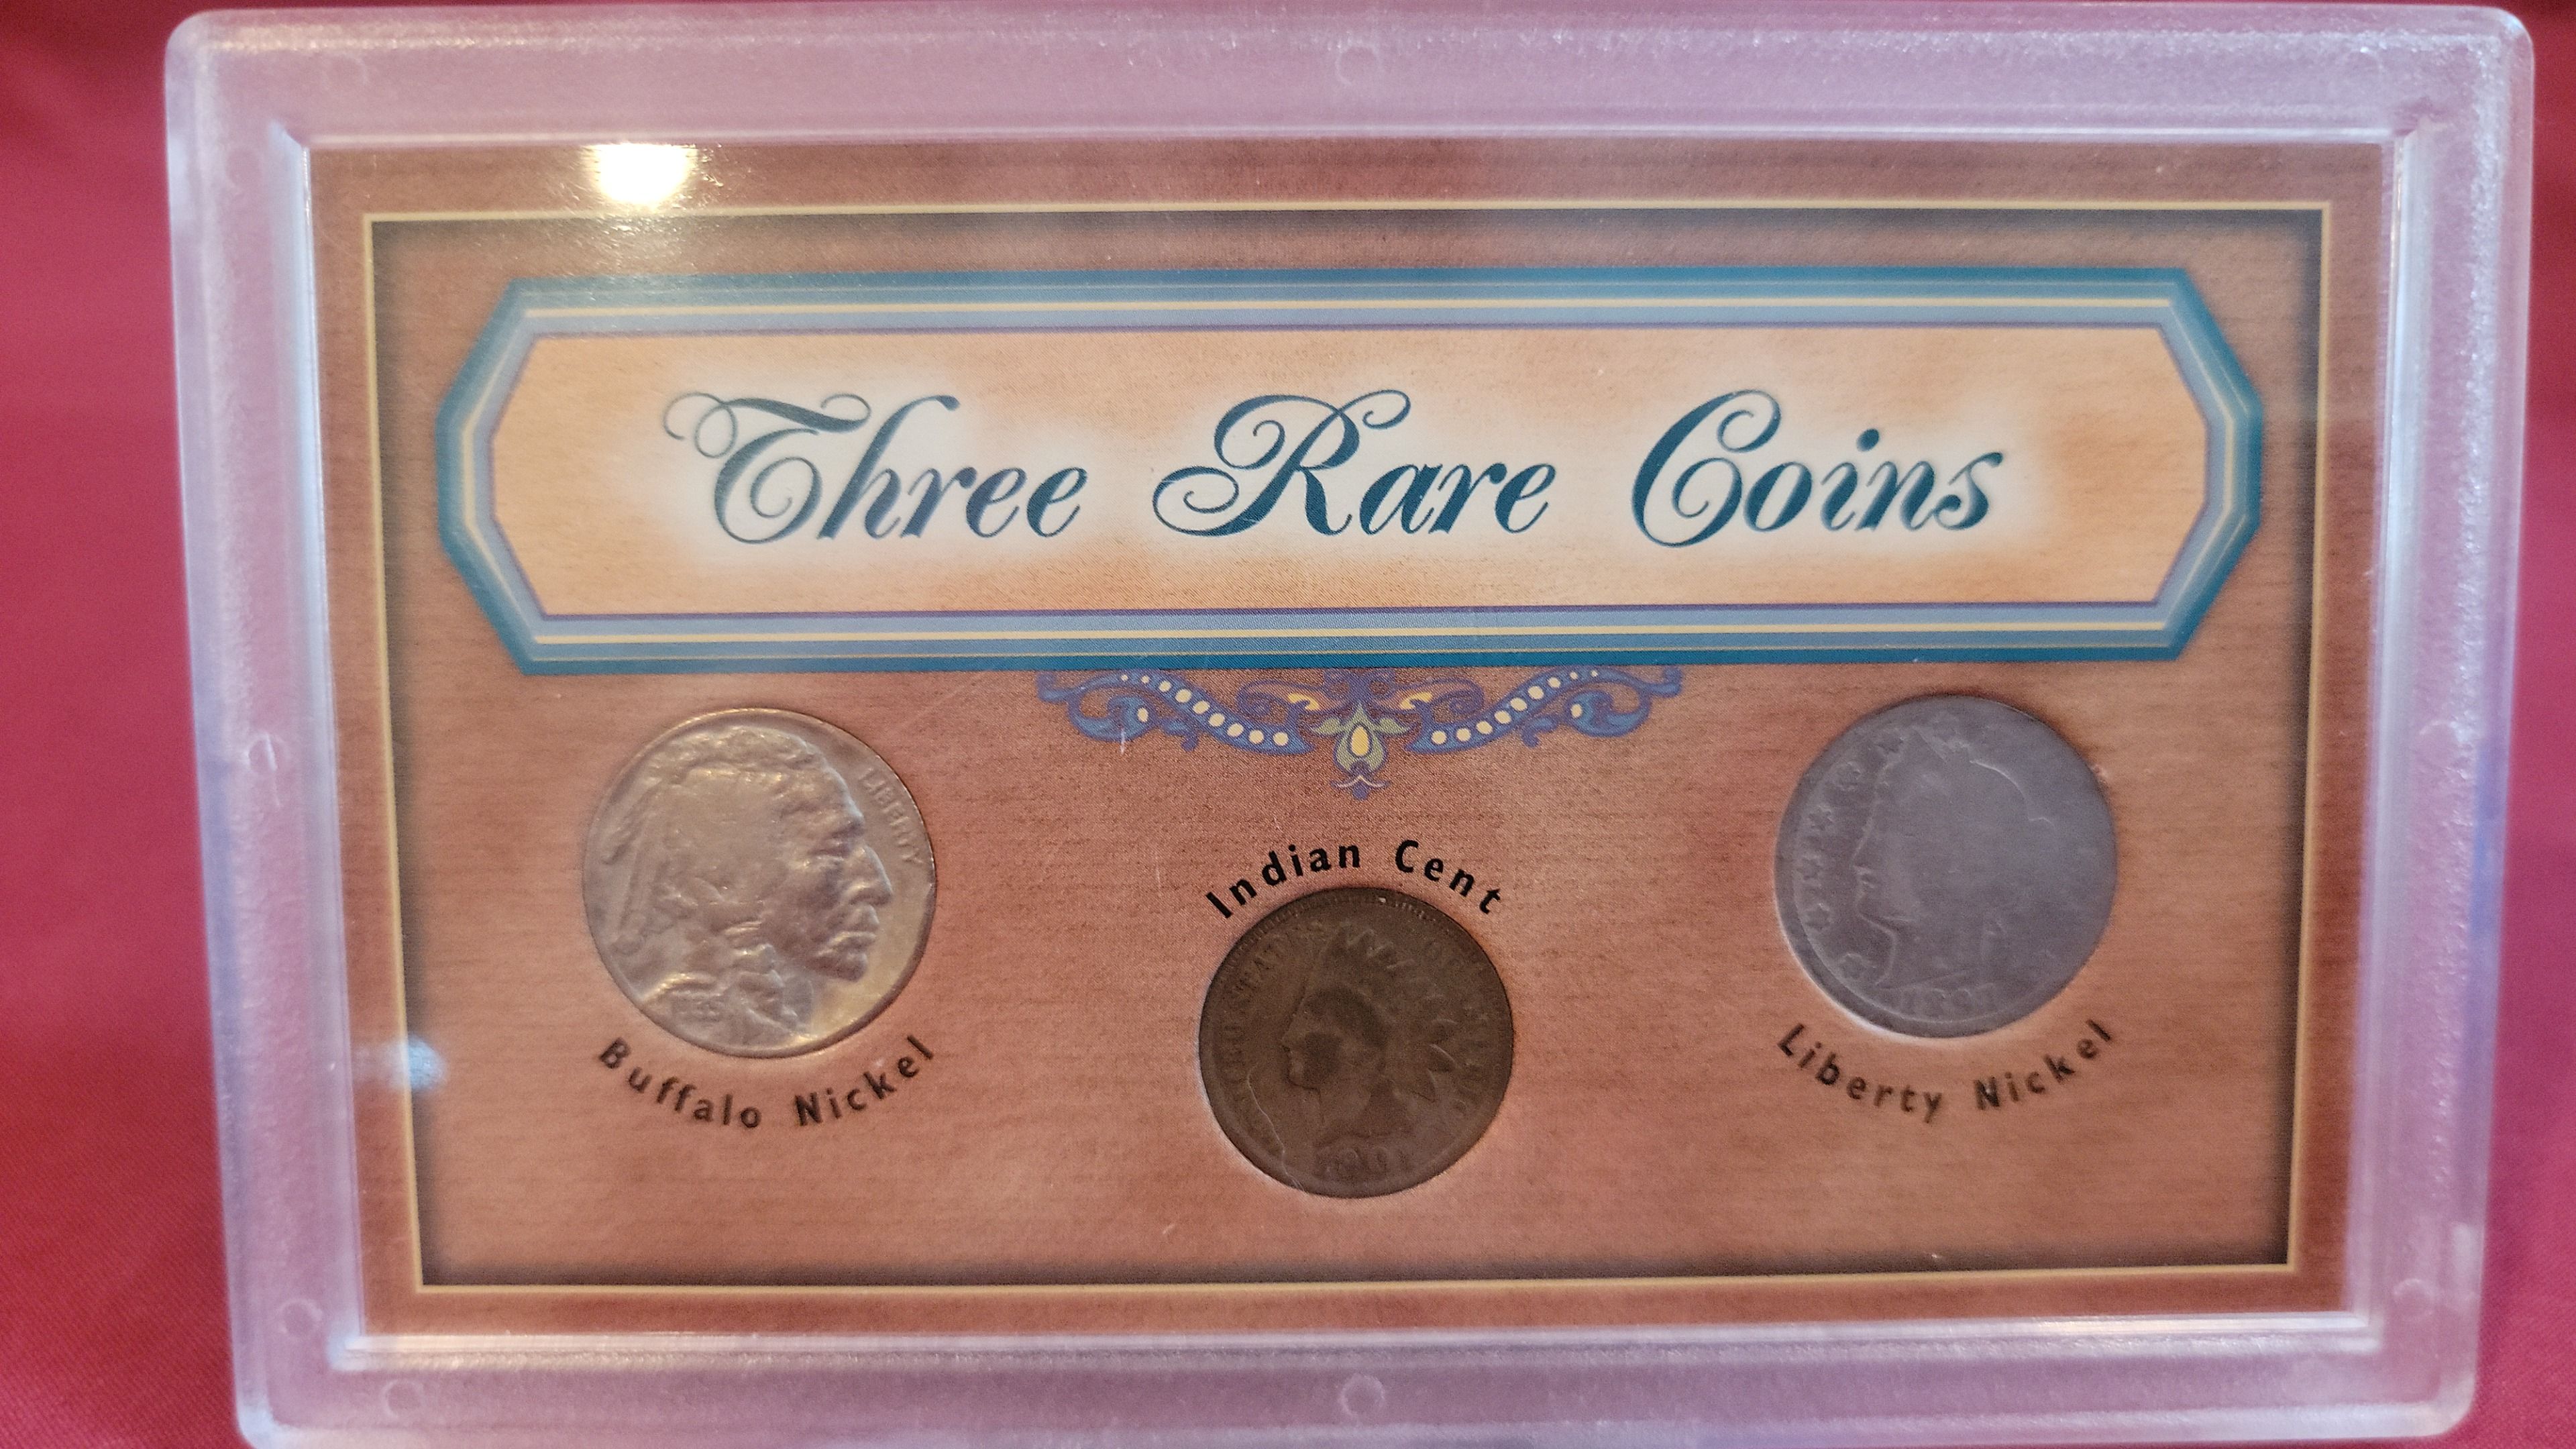 Three Rare Coins
LIBERTY
Indian Cent
Buffalo Nickel
Liberty Nickel